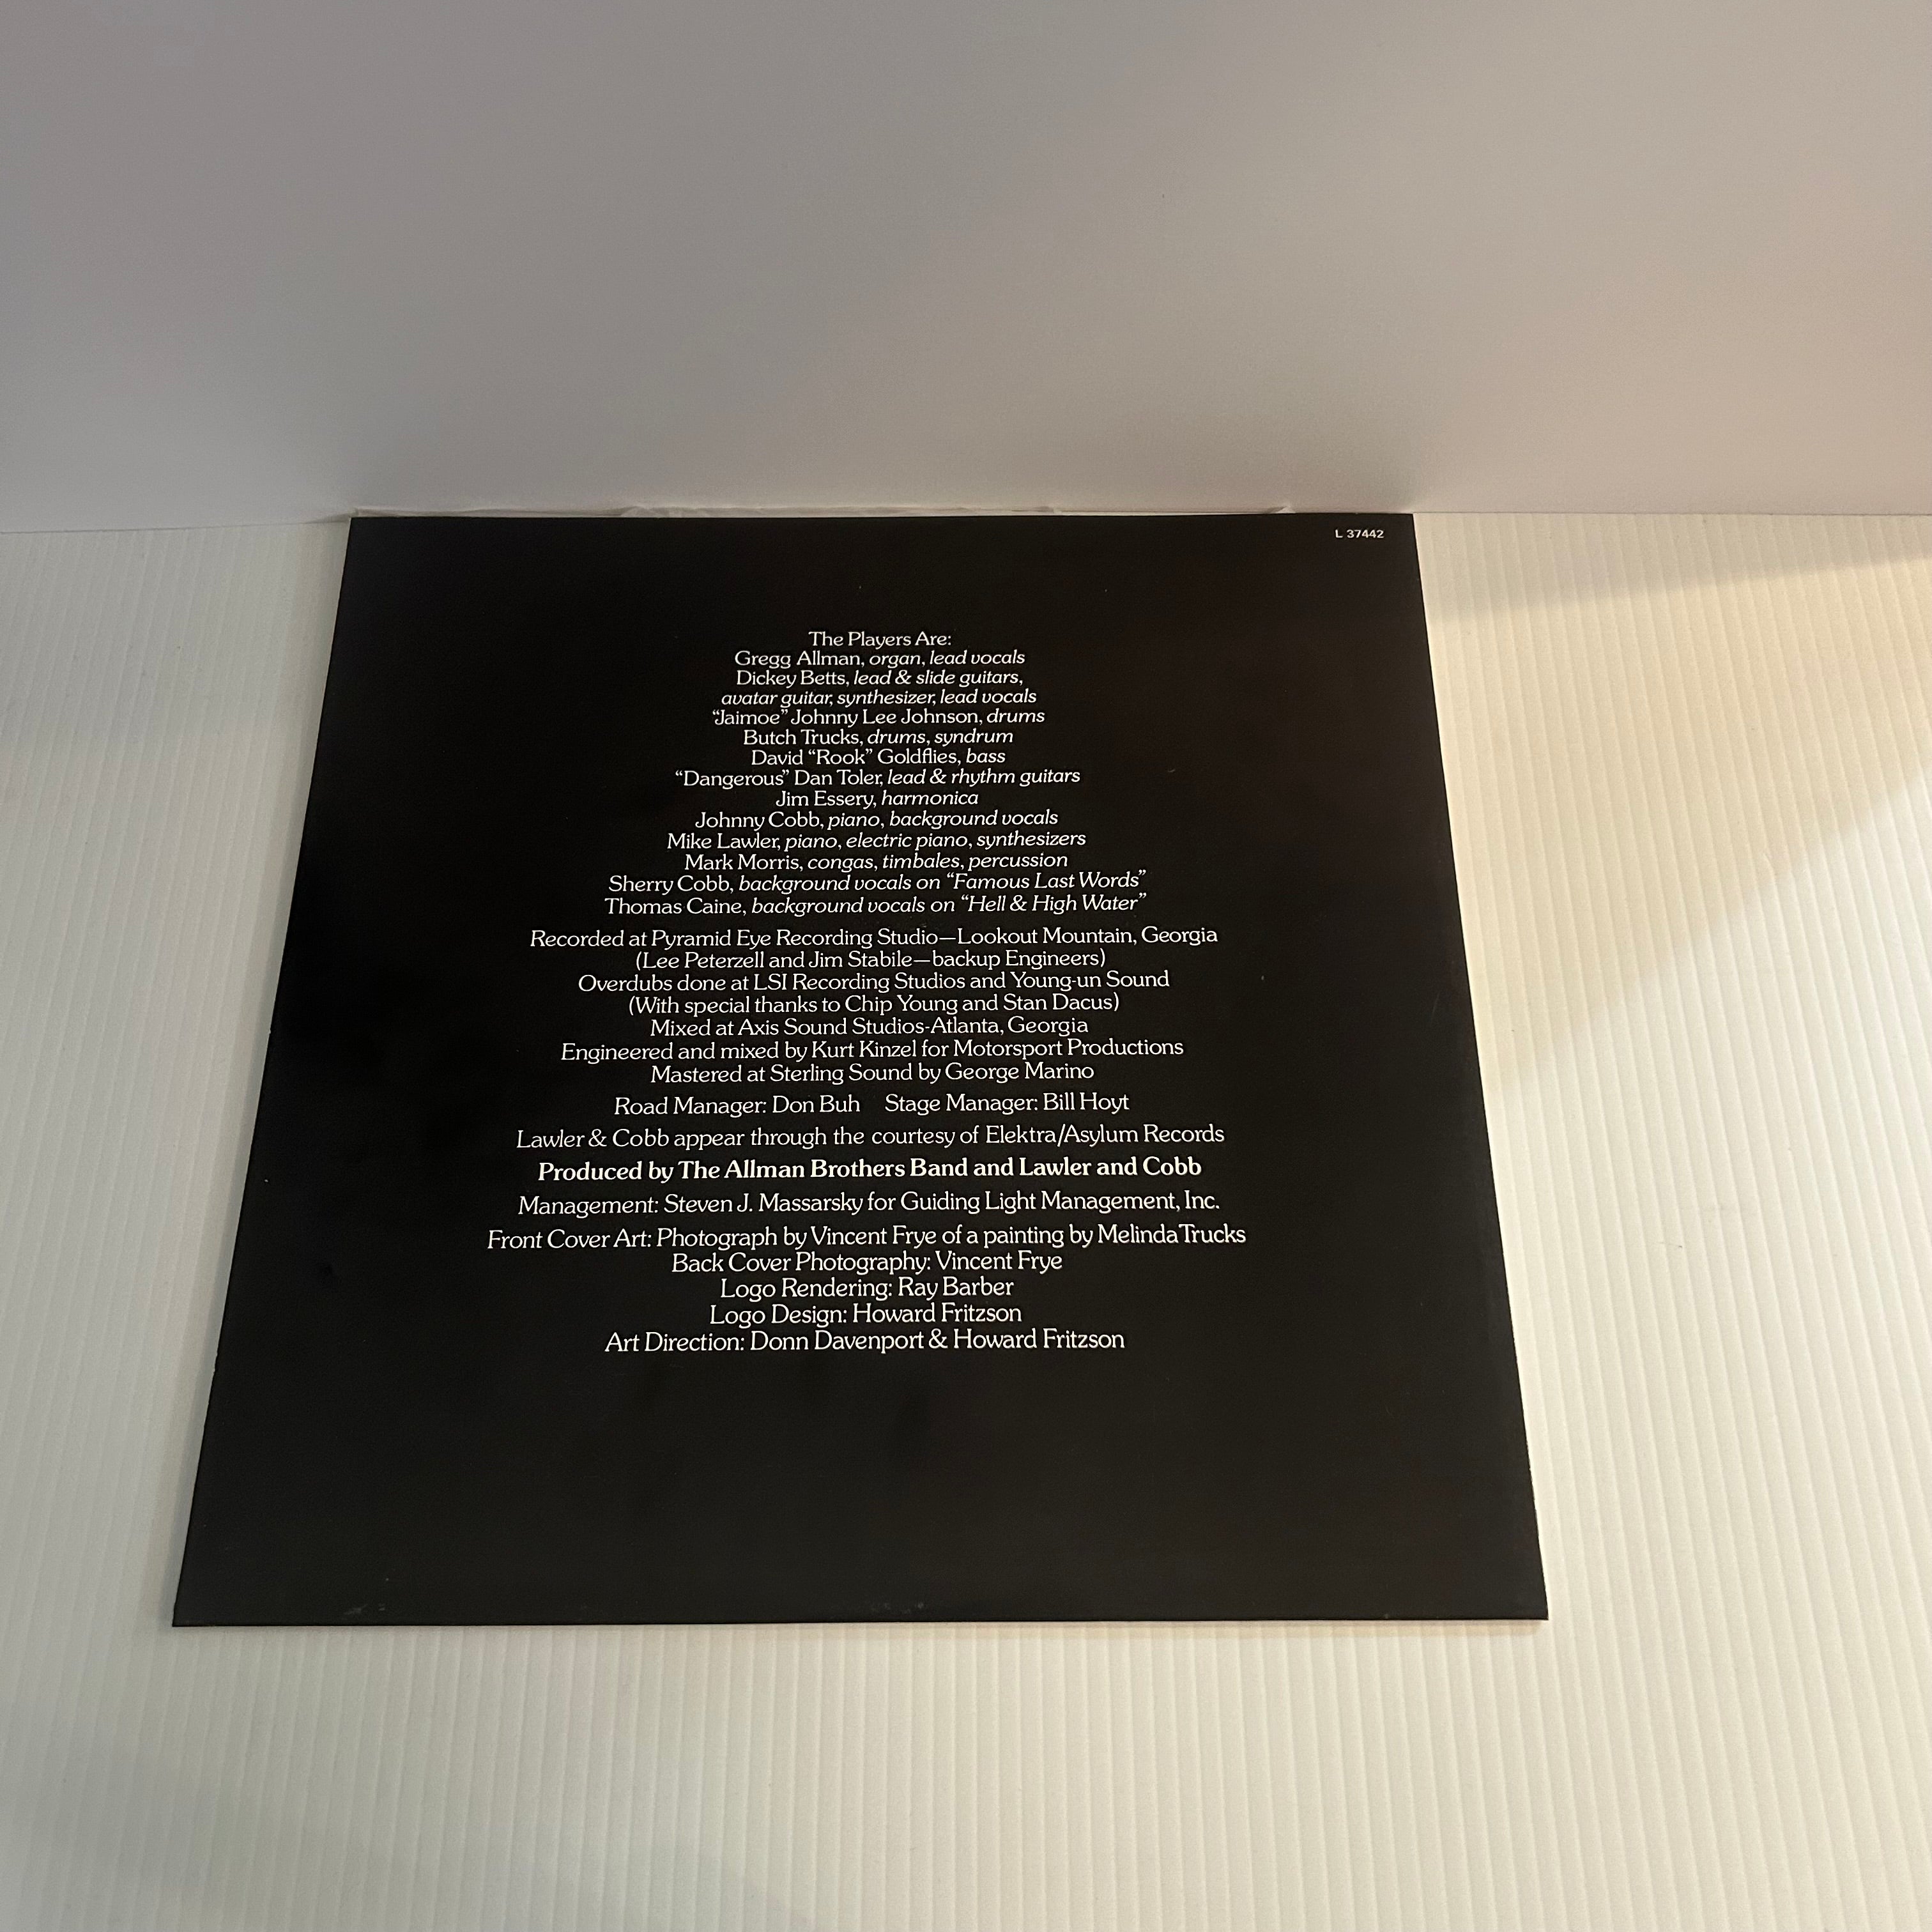 L 37442
The Players Are:
Gregg Allman, organ, lead vocals
Dickey Betts, lead & slide guitars,
avatar guitar, synthesizer, lead vocals
“Jaimoe” Johnny Lee Johnson, drums
Butch Trucks, drums, syndrum
David “Rook” Goldflies, bass
“Dangerous” Dan Toler, lead & rhythm guitars
Jim Essery, harmonica
Johnny Cobb, piano, background vocals
Mike Lawler, piano, electric piano, synthesizers
Mark Morris, congas, timbales, percussion
Sherry Cobb, background vocals on “Famous Last Words”
Thomas Caine, background vocals on “Hell & High Water”
Recorded at Pyramid Eye Recording Studio—Lookout Mountain, Georgia
(Lee Peterzell and Jim Stabile—backup Engineers)
Overdubs done at LSI Recording Studios and Young-un Sound
(With special thanks to Chip Young and Stan Dacus)
Mixed at Axis Sound Studios-Atlanta, Georgia
Engineered and mixed by Kurt Kinzel for Motorsport Productions
Mastered at Sterling Sound by George Marino
Road Manager: Don Buh Stage Manager: Bill Hoyt
Lawler & Cobb appear through the courtesy of Elektra/Asylum Records
Produced by The Allman Brothers Band and Lawler and Cobb
Management: Steven J. Massarsky for Guiding Light Management, Inc.
Front Cover Art: Photograph by Vincent Frye of a painting by Melinda Trucks
Back Cover Photography: Vincent Frye
Logo Rendering: Ray Barber
Logo Design: Howard Fritzson
Art Direction: Donn Davenport & Howard Fritzson